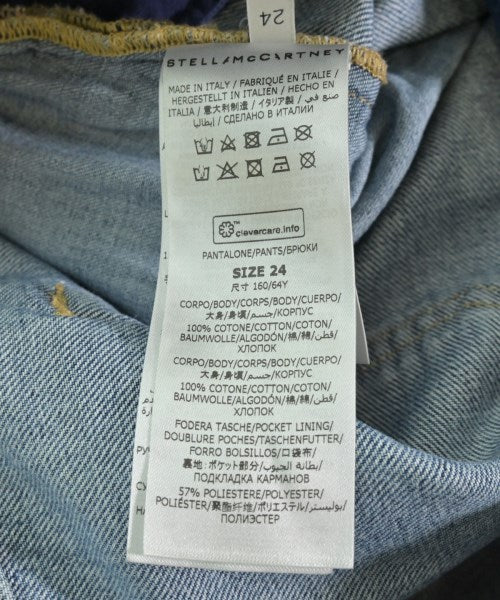 24
STELLA McCARTNEY
MADE IN ITALY / FABRIQUÉ EN ITALIE /
HERGESTELLT IN ITALIEN / HECHO EN
ITALIA / 意大利制造 / イタリア製 / صنع في
إيطاليا / СДЕЛАНО В ИТАЛИИ
clevercare.info
PANTALONE/PANTS/БРЮКИ
SIZE 24
尺寸 160/64Y
CORPO/BODY/CORPS/BODY/CUERPO/
大身/身頃/جسم/КОРПУС
100% COTONE/COTTON/COTON/
BAUMWOLLE/ALGODÓN/棉/綿/قطن/
ХЛОПОК
CORPO/BODY/CORPS/BODY/CUERPO/
大身/身頃/جسم/КОРПУС
100% COTONE/COTTON/COTON/
BAUMWOLLE/ALGODÓN/棉/綿/قطن/
ХЛОПОК
FODERA TASCHE/POCKET LINING/
DOUBLURE POCHES/TASCHENFUTTER/
FORRO BOLSILLOS/口袋布/
裏地：ポケット部分/بطانة الجيوب/
ПОДКЛАДКА КАРМАНОВ
57% POLIESTERE/POLYESTER/
POLIÉSTER/聚酯纤维/ポリエステル/بوليستر/
ПОЛИЭСТЕР